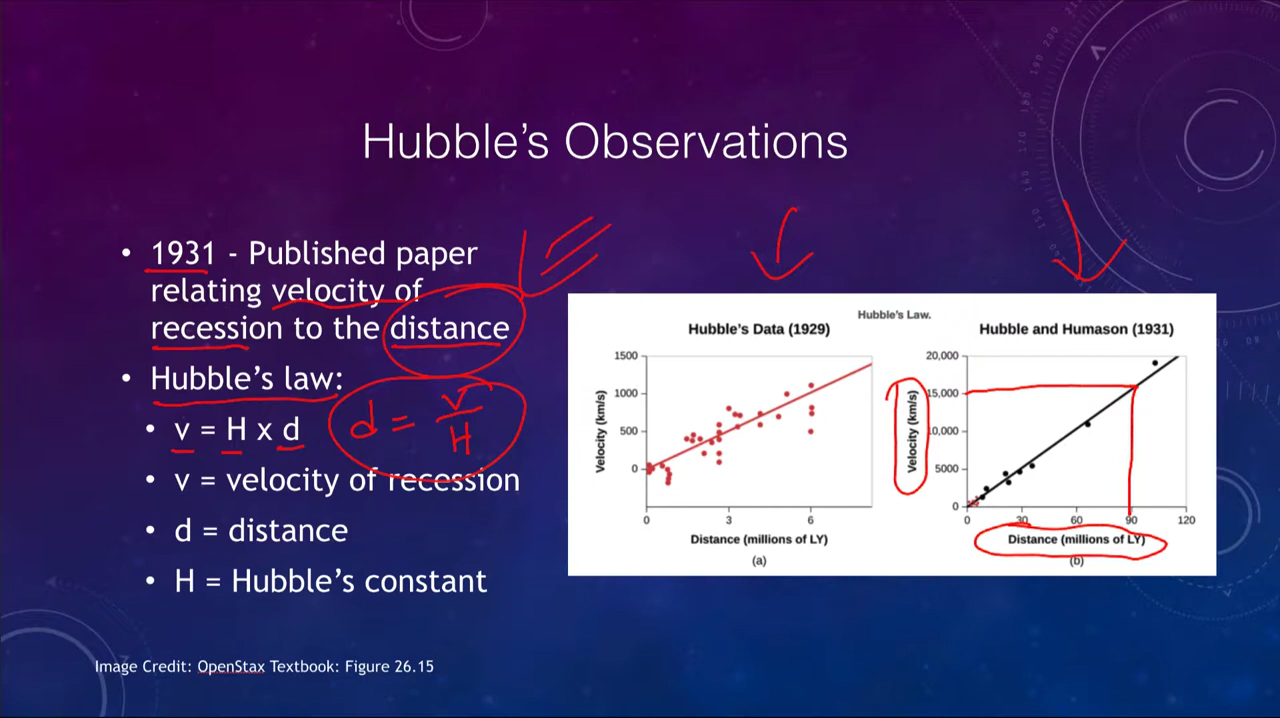 Hubble's Observations
• 1931 - Published paper
relating velocity of
recession to the distance
• Hubble's law:
• v = H x d
d = v/H
• v = velocity of recession
• d = distance
• H = Hubble's constant
Hubble's Law.
Hubble's Data (1929)
1500
1000
500
0
Velocity (km/s)
0 3 6
Distance (millions of LY)
(a)
Hubble and Humason (1931)
20,000
15,000
10,000
5000
0
Velocity (km/s)
0 30 60 90 120
Distance (millions of LY)
(b)
Image Credit: OpenStax Textbook: Figure 26.15